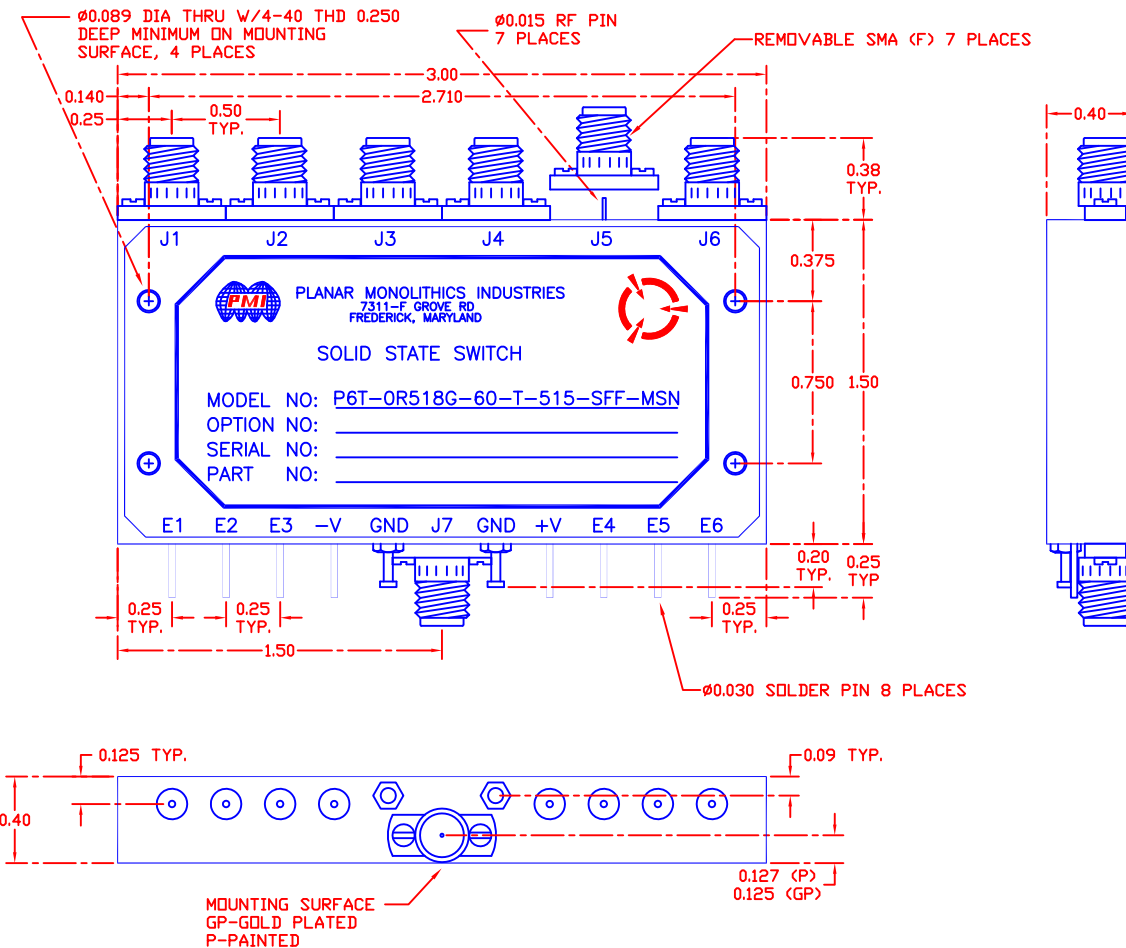 Ø0.089 DIA THRU W/4-40 THD 0.250
DEEP MINIMUM ON MOUNTING
SURFACE, 4 PLACES
Ø0.015 RF PIN
7 PLACES
REMOVABLE SMA (F) 7 PLACES
3.00
0.140
2.710
0.25
0.50
TYP.
0.40
0.38
TYP.
J1 J2 J3 J4 J5 J6
0.375
PMI
PLANAR MONOLITHICS INDUSTRIES
7311-F GROVE RD
FREDERICK, MARYLAND
SOLID STATE SWITCH
0.750 1.50
MODEL NO: P6T-0R518G-60-T-515-SFF-MSN
OPTION NO:
SERIAL NO:
PART NO:
E1 E2 E3 -V GND J7 GND +V E4 E5 E6
0.20
TYP.
0.25
TYP
0.25
TYP.
0.25
TYP.
0.25
TYP.
1.50
Ø0.030 SOLDER PIN 8 PLACES
0.125 TYP.
0.09 TYP.
0.40
0.127 (P)
0.125 (GP)
MOUNTING SURFACE
GP-GOLD PLATED
P-PAINTED